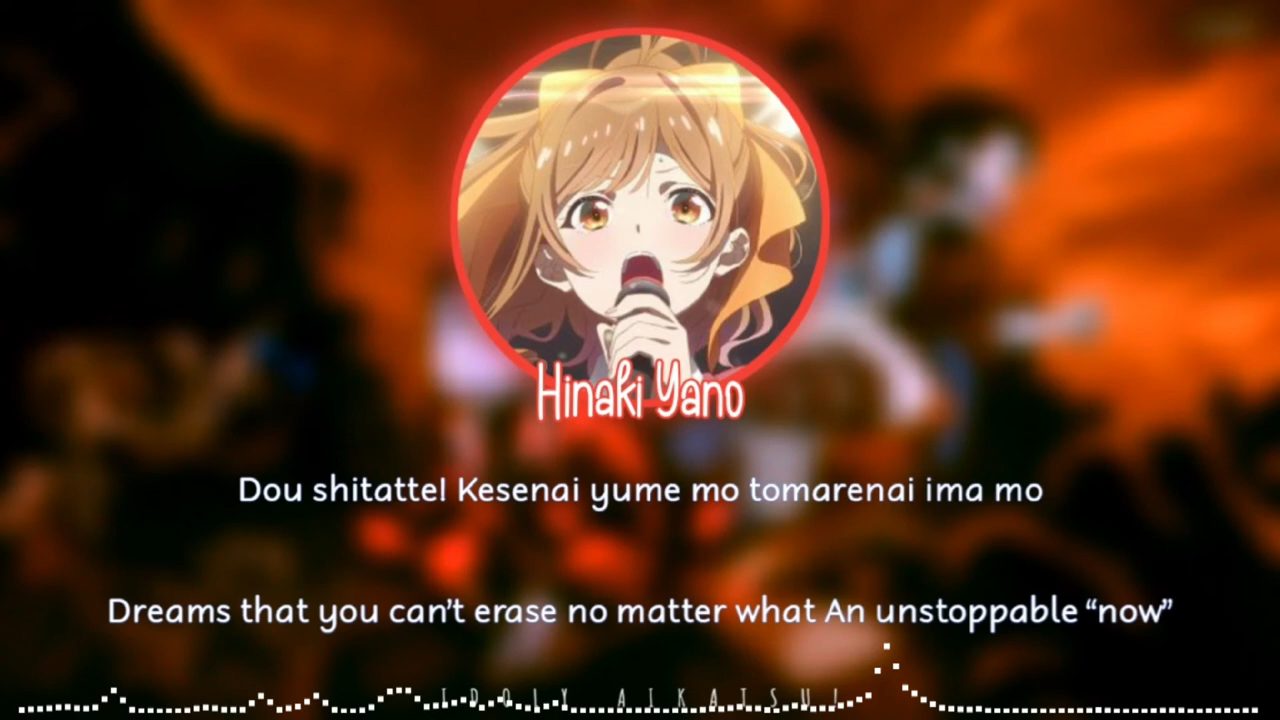 Hinaki Yano
Dou shitatte! Kesenai yume mo tomarenai ima mo
Dreams that you can’t erase no matter what An unstoppable “now”
IDOLY AIKATSU!